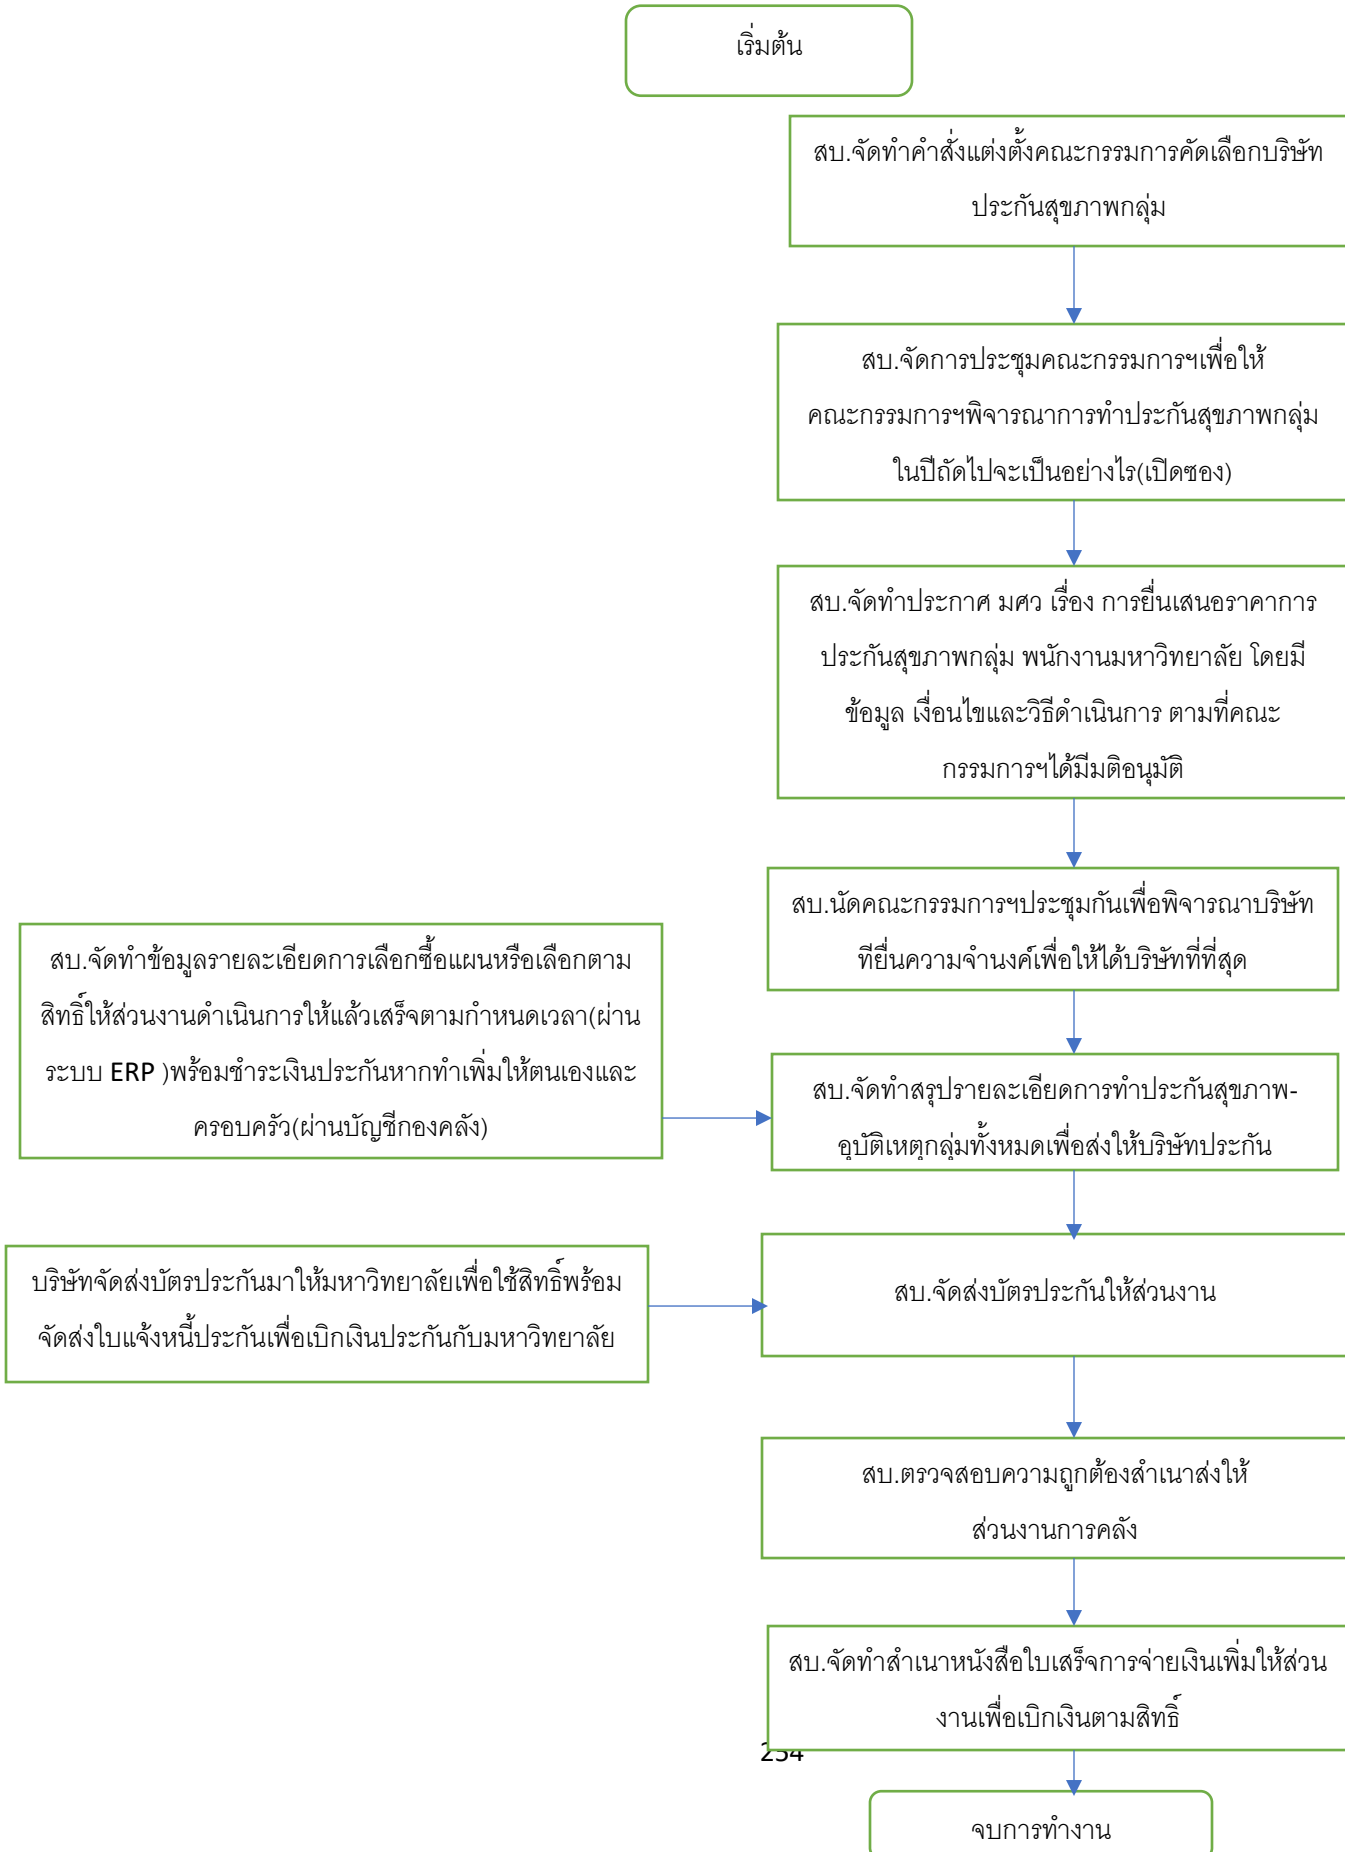 เริ่มต้น
สบ.จัดทำคำสั่งแต่งตั้งคณะกรรมการคัดเลือกบริษัท
ประกันสุขภาพกลุ่ม
สบ.จัดการประชุมคณะกรรมการฯเพื่อให้
คณะกรรมการฯพิจารณาการทำประกันสุขภาพกลุ่ม
ในปีถัดไปจะเป็นอย่างไร(เปิดซอง)
สบ.จัดทำประกาศ มศว เรื่อง การยื่นเสนอราคาการ
ประกันสุขภาพกลุ่ม พนักงานมหาวิทยาลัย โดยมี
ข้อมูล เงื่อนไขและวิธีดำเนินการ ตามที่คณะ
กรรมการฯได้มีมติอนุมัติ
สบ.นัดคณะกรรมการฯประชุมกันเพื่อพิจารณาบริษัท
ที่ยื่นความจำนงค์เพื่อให้ได้บริษัทที่ที่สุด
สบ.จัดทำข้อมูลรายละเอียดการเลือกซื้อแผนหรือเลือกตาม
สิทธิ์ให้ส่วนงานดำเนินการให้แล้วเสร็จตามกำหนดเวลา(ผ่าน
ระบบ ERP )พร้อมชำระเงินประกันหากทำเพิ่มให้ตนเองและ
ครอบครัว(ผ่านบัญชีกองคลัง)
สบ.จัดทำสรุปรายละเอียดการทำประกันสุขภาพ-
อุบัติเหตุกลุ่มทั้งหมดเพื่อส่งให้บริษัทประกัน
บริษัทจัดส่งบัตรประกันมาให้มหาวิทยาลัยเพื่อใช้สิทธิ์พร้อม
จัดส่งใบแจ้งหนี้ประกันเพื่อเบิกเงินประกันกับมหาวิทยาลัย
สบ.จัดส่งบัตรประกันให้ส่วนงาน
สบ.ตรวจสอบความถูกต้องสำเนาส่งให้
ส่วนงานการคลัง
สบ.จัดทำสำเนาหนังสือใบเสร็จการจ่ายเงินเพิ่มให้ส่วน
งานเพื่อเบิกเงินตามสิทธิ์
254
จบการทำงาน